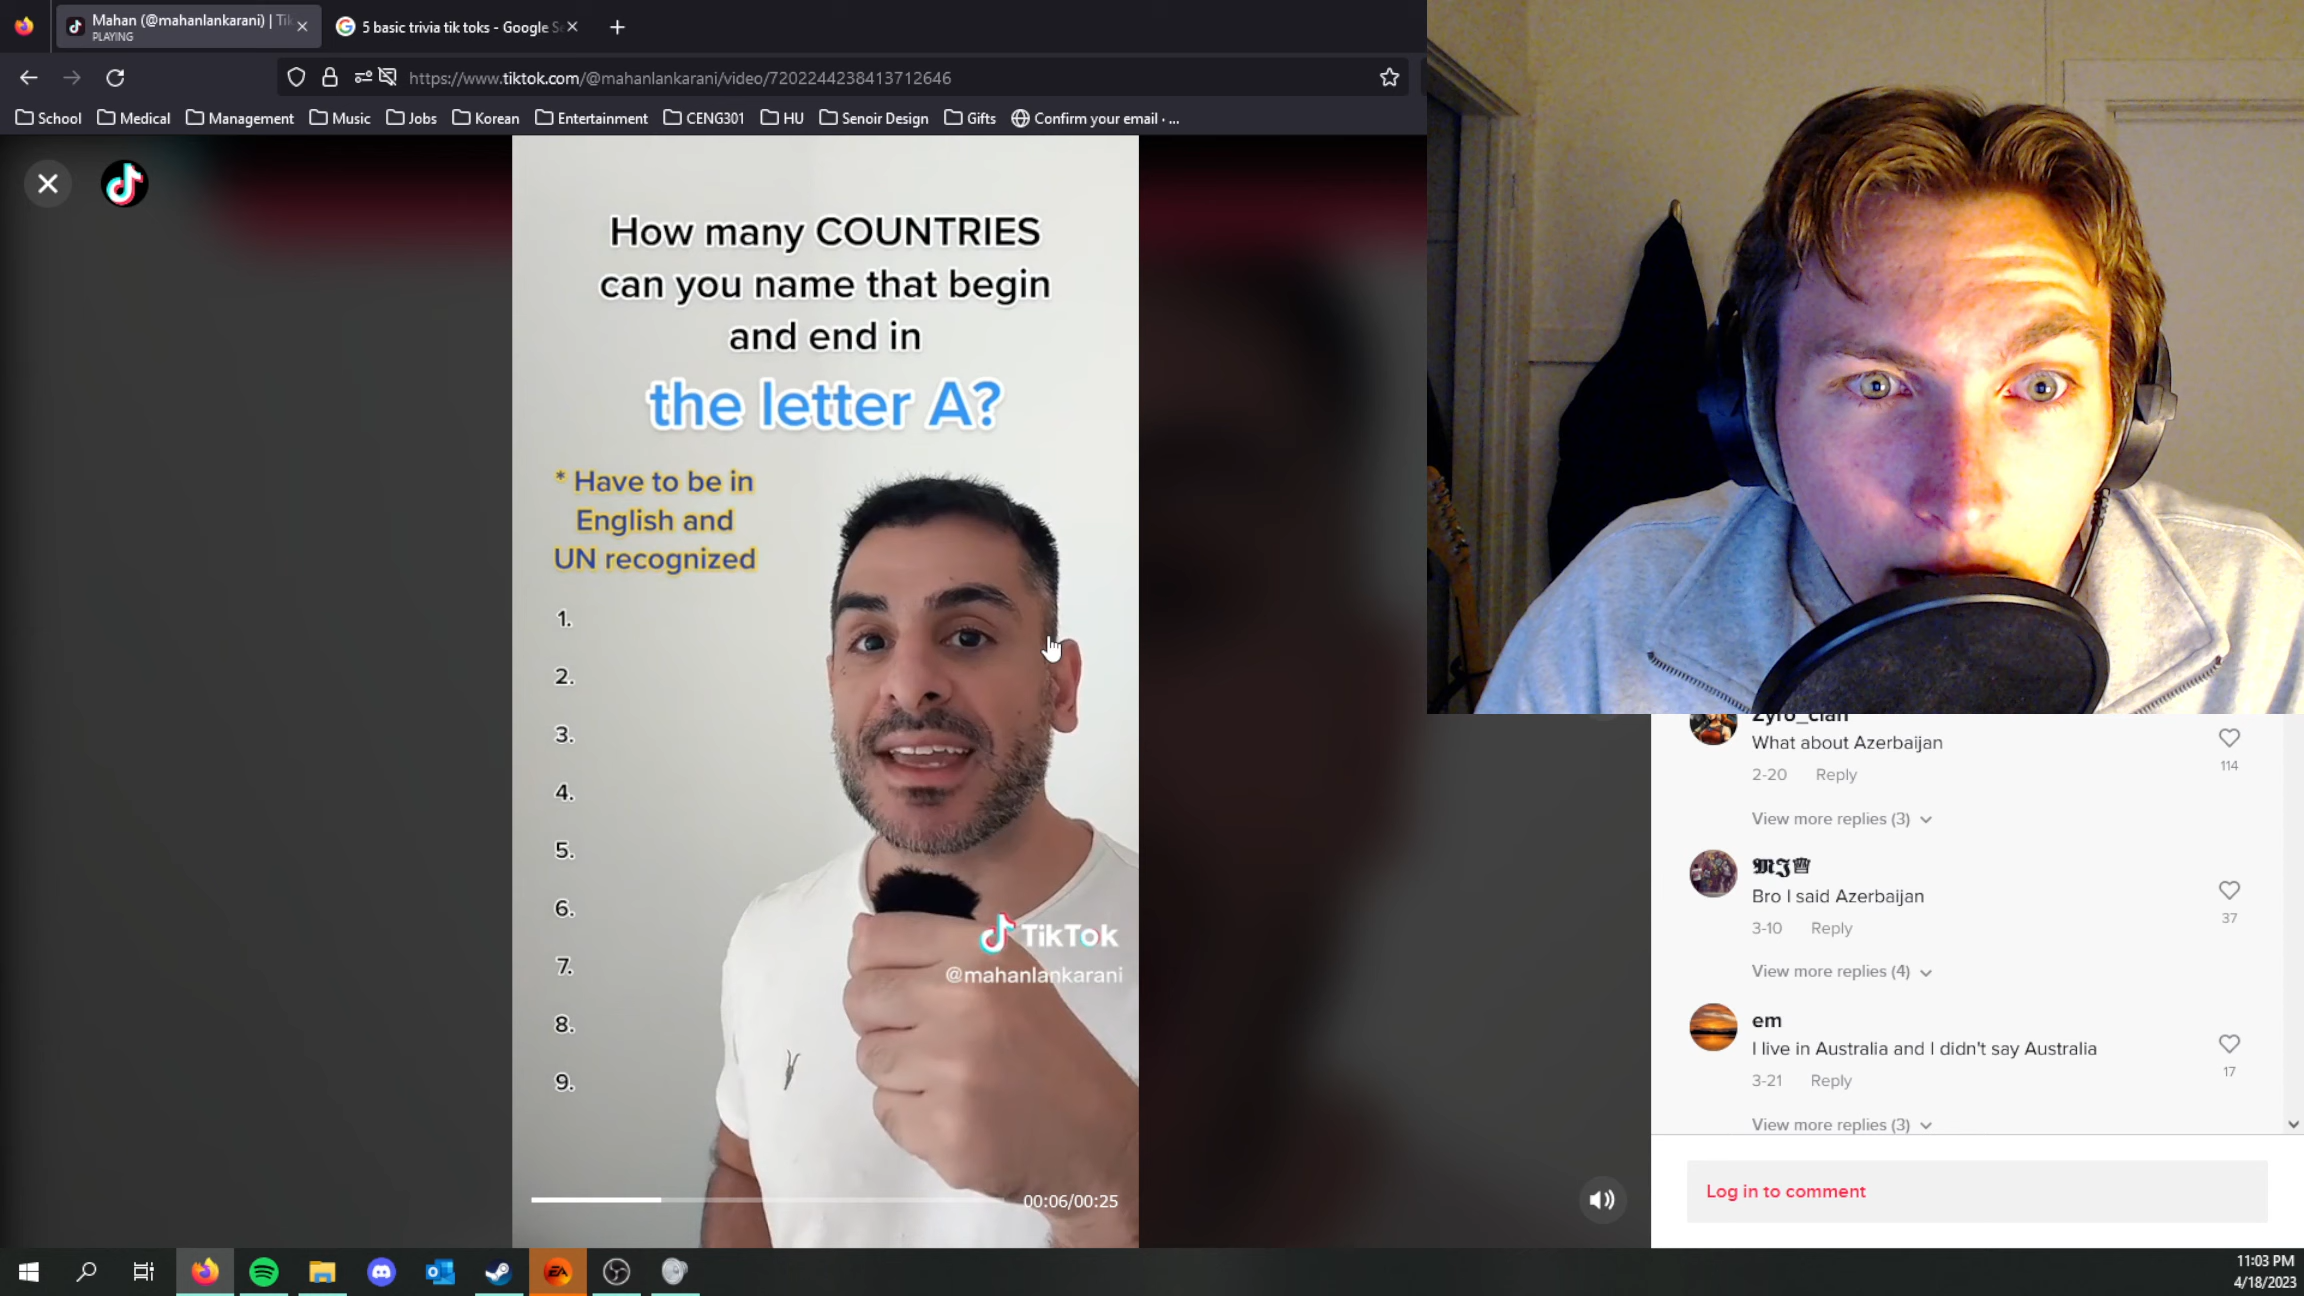 Mahan (@mahanlankarani) | Tik
PLAYING
5 basic trivia tik toks - Google Se
https://www.tiktok.com/@mahanlankarani/video/7202244238413712646
School
Medical
Management
Music
Jobs
Korean
Entertainment
CENG301
HU
Senoir Design
Gifts
Confirm your email · ...
How many COUNTRIES
can you name that begin
and end in
the letter A?
* Have to be in
English and
UN recognized
1.
2.
3.
4.
5.
6.
7.
8.
9.
TikTok
@mahanlankarani
00:06/00:25
Zyro_clan
What about Azerbaijan
2-20 Reply
114
View more replies (3)
𝕸𝕵♕
Bro I said Azerbaijan
3-10 Reply
37
View more replies (4)
em
I live in Australia and I didn't say Australia
3-21 Reply
17
View more replies (3)
Log in to comment
EA
11:03 PM
4/18/2023